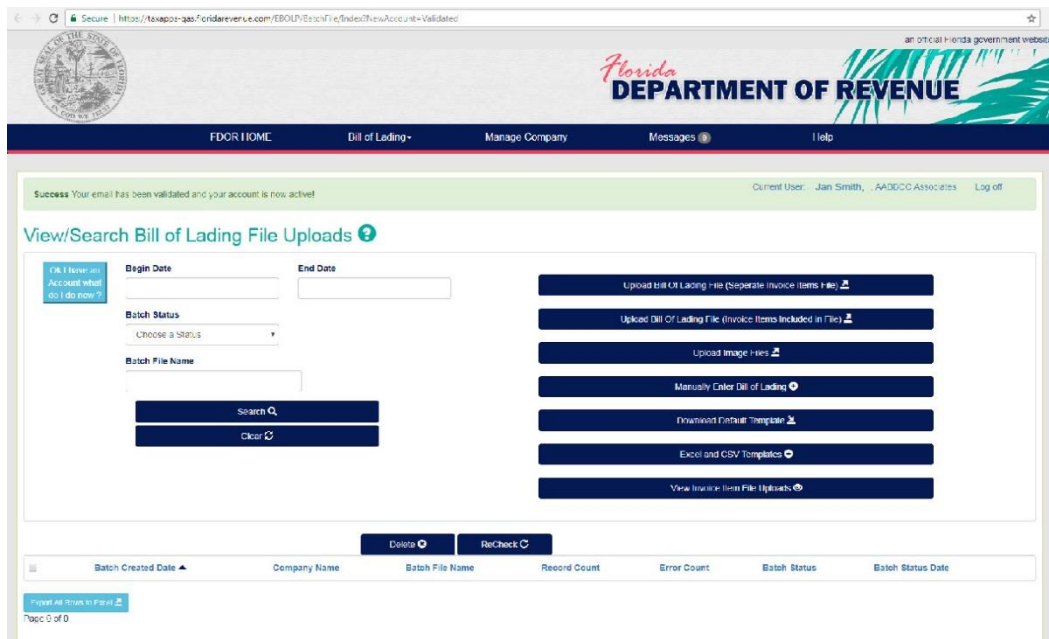 Secure | https://taxapps-qas.floridarevenue.com/EBOLP/BatchFile/Index?NewAccount=Validated
an official Florida government website
Florida
DEPARTMENT OF REVENUE
FDOR HOME Bill of Lading Manage Company Messages 0 Help
Success Your email has been validated and your account is now active!
Current User: Jan Smith, , AABBCC Associates Log off
View/Search Bill of Lading File Uploads ?
Ok I have an
Account what
do I do now ?
Begin Date End Date
Upload Bill Of Lading File (Seperate Invoice Items File)
Batch Status
Upload Bill Of Lading File (Invoice Items Included in File)
Choose a Status
Upload Image Files
Batch File Name
Manually Enter Bill of Lading
Search
Download Default Template
Clear
Excel and CSV Templates
View Invoice Item File Uploads
Delete ReCheck
Batch Created Date Company Name Batch File Name Record Count Error Count Batch Status Batch Status Date
Export All Rows to Excel
Page 0 of 0